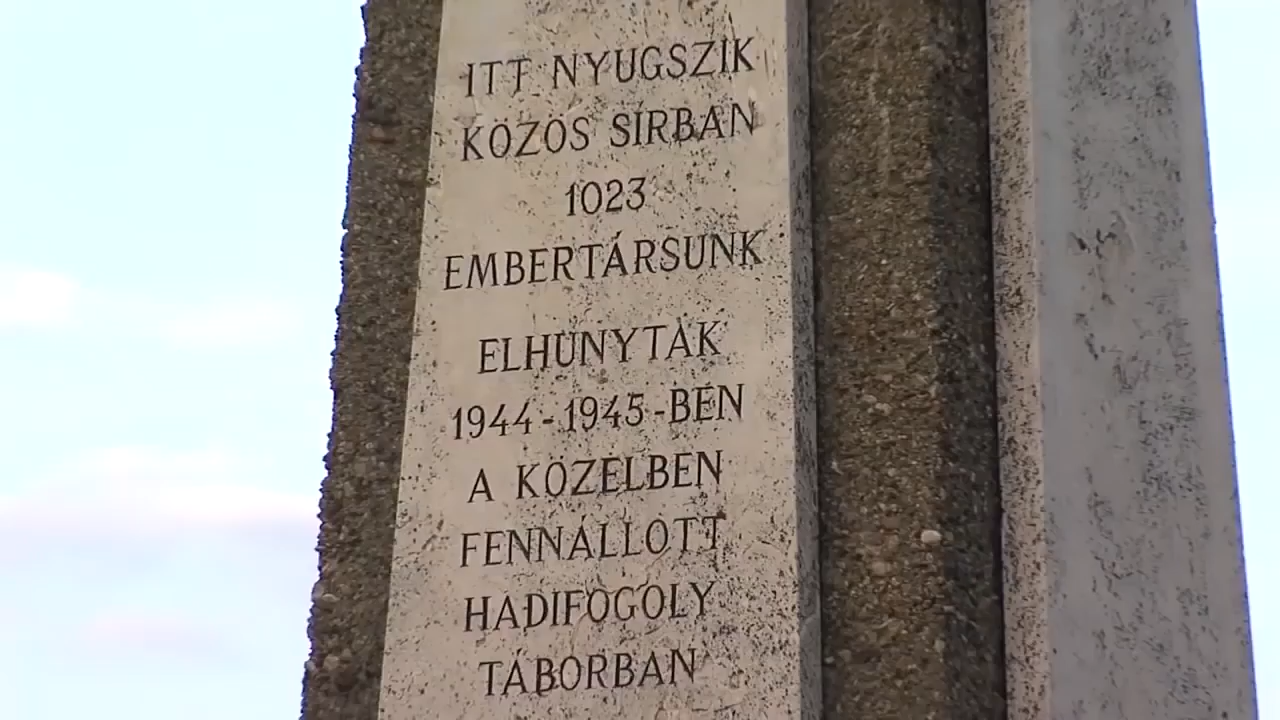 ITT NYUGSZIK
KÖZÖS SÍRBAN
1023
EMBERTÁRSUNK
ELHUNYTAK
1944-1945-BEN
A KÖZELBEN
FENNÁLLOTT
HADIFOGOLY
TÁBORBAN